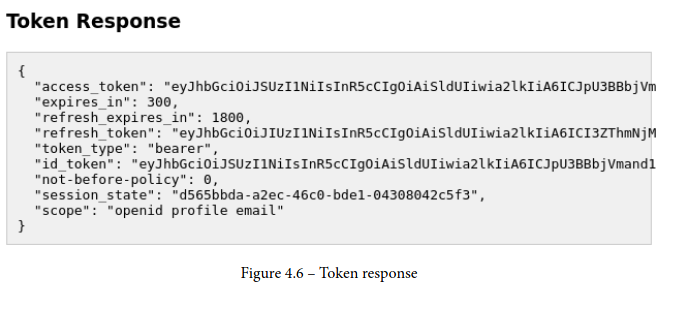 Token Response
{
"access_token": "eyJhbGciOiJSUzI1NiIsInR5cCIgOiAiSldUIiwia2lkIiA6ICJpU3BBbjVm
"expires_in": 300,
"refresh_expires_in": 1800,
"refresh_token": "eyJhbGciOiJIUzI1NiIsInR5cCIgOiAiSldUIiwia2lkIiA6ICI3ZThmNjM
"token_type": "bearer",
"id_token": "eyJhbGciOiJSUzI1NiIsInR5cCIgOiAiSldUIiwia2lkIiA6ICJpU3BBbjVmand1
"not-before-policy": 0,
"session_state": "d565bbda-a2ec-46c0-bde1-04308042c5f3",
"scope": "openid profile email"
}
Figure 4.6 – Token response